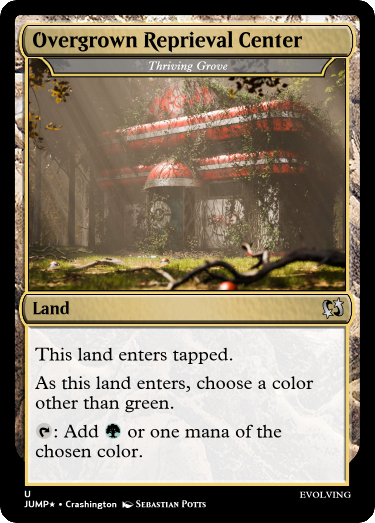 Overgrown Reprieval Center
Thriving Grove
Land
This land enters tapped.
As this land enters, choose a color
other than green.
: Add or one mana of the
chosen color.
U
JUMP★ • Crashington Sebastian Potts
EVOLVING